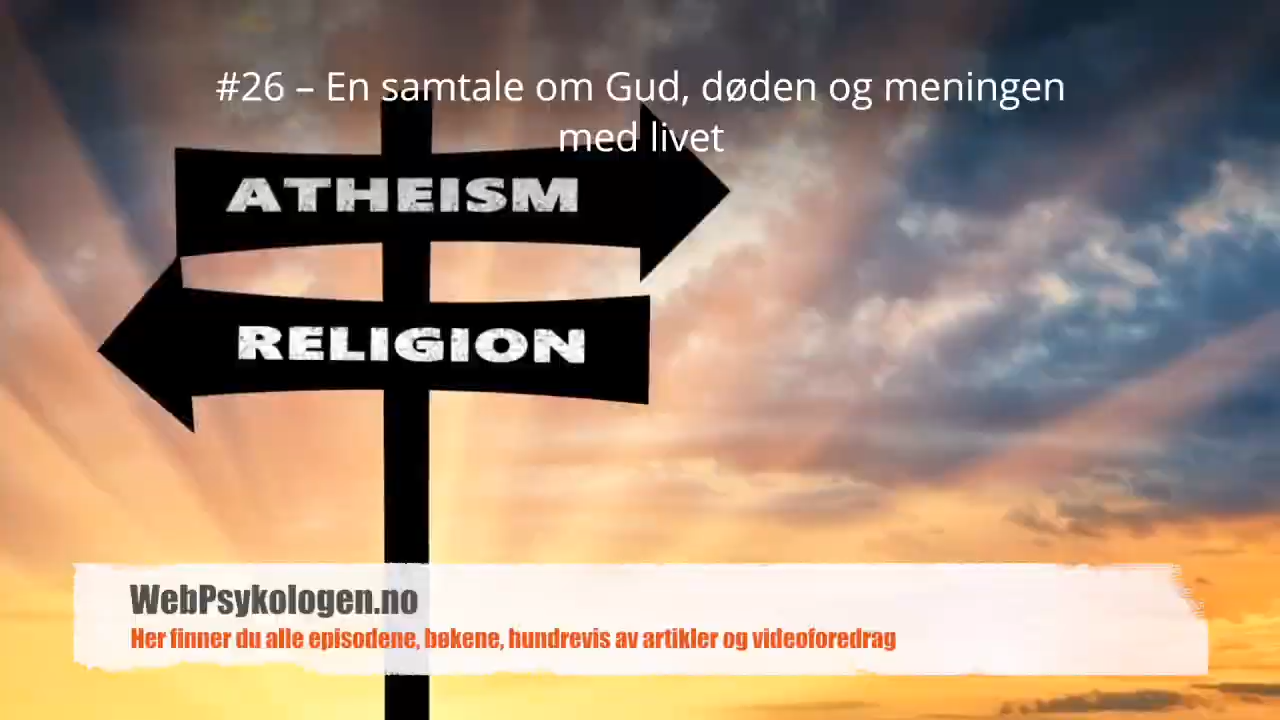 #26 – En samtale om Gud, døden og meningen
med livet
ATHEISM
RELIGION
WebPsykologen.no
Her finner du alle episodene, bøkene, hundrevis av artikler og videoforedrag